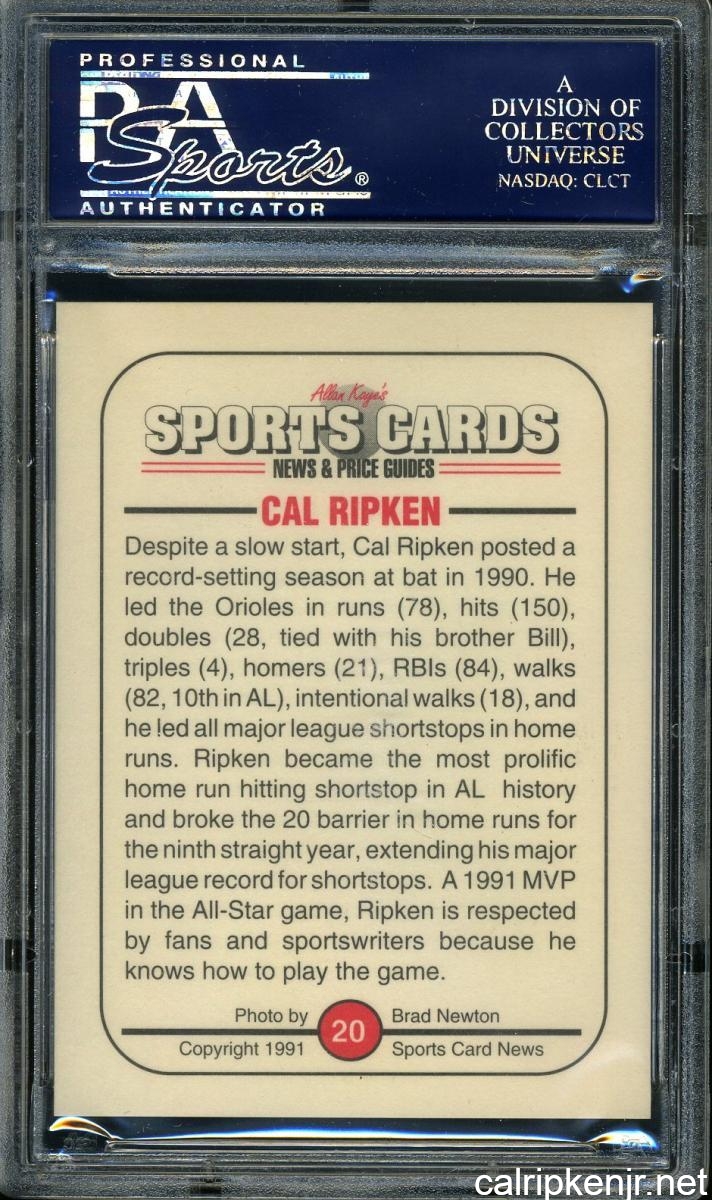 PROFESSIONAL
PSA
Sports®
AUTHENTICATOR
A
DIVISION OF
COLLECTORS
UNIVERSE
NASDAQ: CLCT
Allan Kaye's
SPORTS CARDS
NEWS & PRICE GUIDES
CAL RIPKEN
Despite a slow start, Cal Ripken posted a
record-setting season at bat in 1990. He
led the Orioles in runs (78), hits (150),
doubles (28, tied with his brother Bill),
triples (4), homers (21), RBIs (84), walks
(82, 10th in AL), intentional walks (18), and
he led all major league shortstops in home
runs. Ripken became the most prolific
home run hitting shortstop in AL history
and broke the 20 barrier in home runs for
the ninth straight year, extending his major
league record for shortstops. A 1991 MVP
in the All-Star game, Ripken is respected
by fans and sportswriters because he
knows how to play the game.
Photo by Brad Newton
20
Copyright 1991 Sports Card News
calripkenjr.net